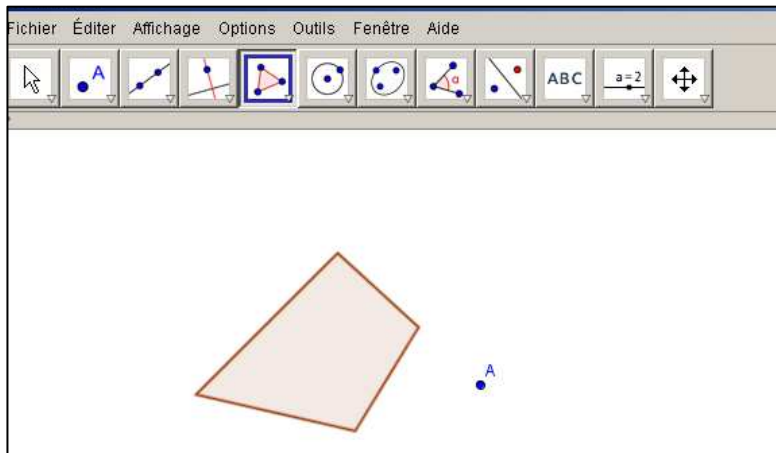 Fichier Éditer Affichage Options Outils Fenêtre Aide
A α ABC a=2
A